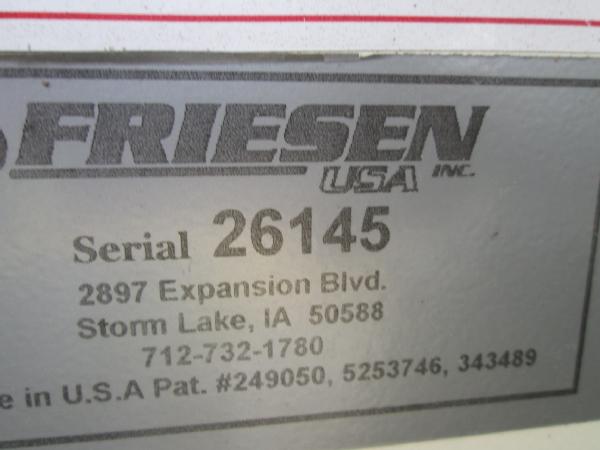 FRIESEN
USA INC.
Serial 26145
2897 Expansion Blvd.
Storm Lake, IA 50588
712-732-1780
e in U.S.A Pat. #249050, 5253746, 343489